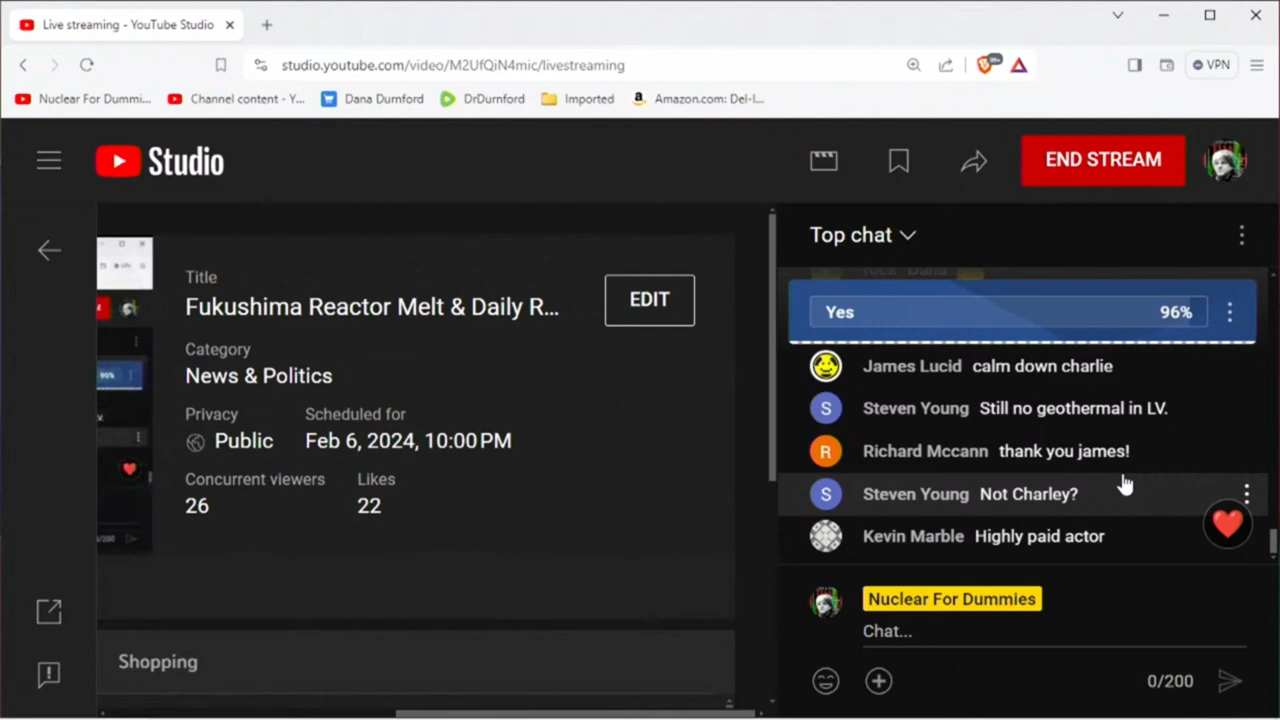 Live streaming - YouTube Studio
studio.youtube.com/video/M2UfQiN4mic/livestreaming
99+
VPN
Nuclear For Dummi...
Channel content - Y...
Dana Durnford
DrDurnford
Imported
Amazon.com: Del-I...
Studio
END STREAM
Title
Fukushima Reactor Melt & Daily R...
EDIT
Category
News & Politics
Privacy
Public
Scheduled for
Feb 6, 2024, 10:00 PM
Concurrent viewers
26
Likes
22
Shopping
Top chat
Yes 96%
James Lucid calm down charlie
Steven Young Still no geothermal in LV.
Richard Mccann thank you james!
Steven Young Not Charley?
Kevin Marble Highly paid actor
Nuclear For Dummies
Chat...
0/200